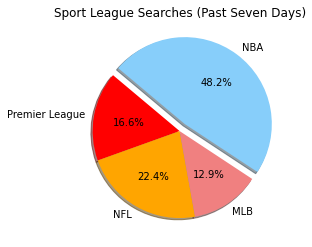 Sport League Searches (Past Seven Days)
NBA
48.2%
Premier League
16.6%
22.4%
12.9%
NFL
MLB